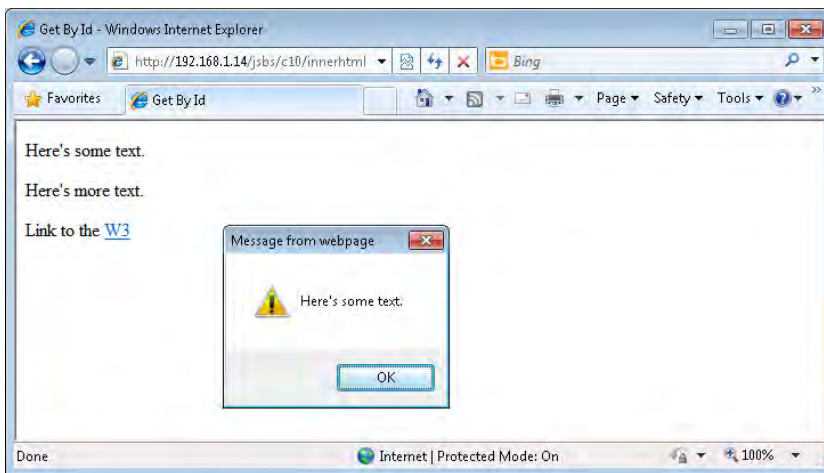 Get By Id - Windows Internet Explorer
http://192.168.1.14/jsbs/c10/innerhtml
Bing
Favorites
Get By Id
Page
Safety
Tools
Here's some text.
Here's more text.
Link to the W3
Message from webpage
Here's some text.
OK
Done
Internet | Protected Mode: On
100%